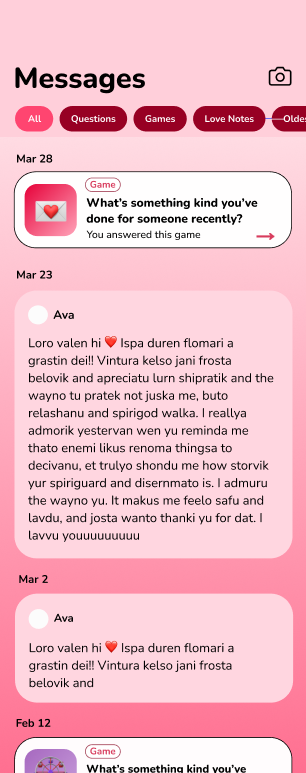 Messages
All
Questions
Games
Love Notes
Oldes
Mar 28
Game
What's something kind you've
done for someone recently?
You answered this game
Mar 23
Ava
Loro valen hi ❤️ Ispa duren flomari a
grastin dei!! Vintura kelso jani frosta
belovik and apreciatu lurn shipratik and the
wayno tu pratek not juska me, buto
relashanu and spirigod walka. I reallya
admorik yestervan wen yu reminda me
thato enemi likus renoma thingsa to
decivanu, et trulyo shondu me how storvik
yur spiriguard and disernmato is. I admuru
the wayno yu. It makus me feelo safu and
lavdu, and josta wanto thanki yu for dat. I
lavvu youuuuuuuuu
Mar 2
Ava
Loro valen hi ❤️ Ispa duren flomari a
grastin dei!! Vintura kelso jani frosta
belovik and
Feb 12
Game
What's something kind you've